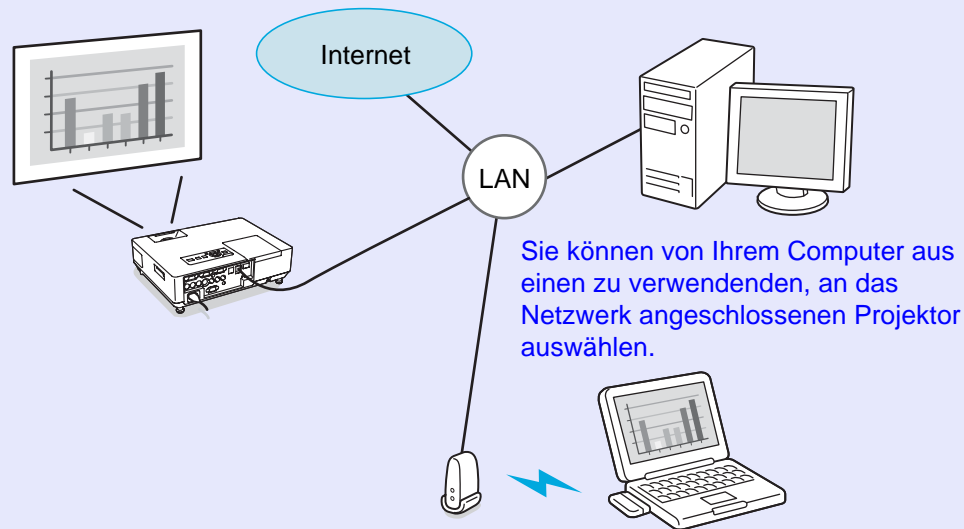 Internet
LAN
Sie können von Ihrem Computer aus
einen zu verwendenden, an das
Netzwerk angeschlossenen Projektor
auswählen.